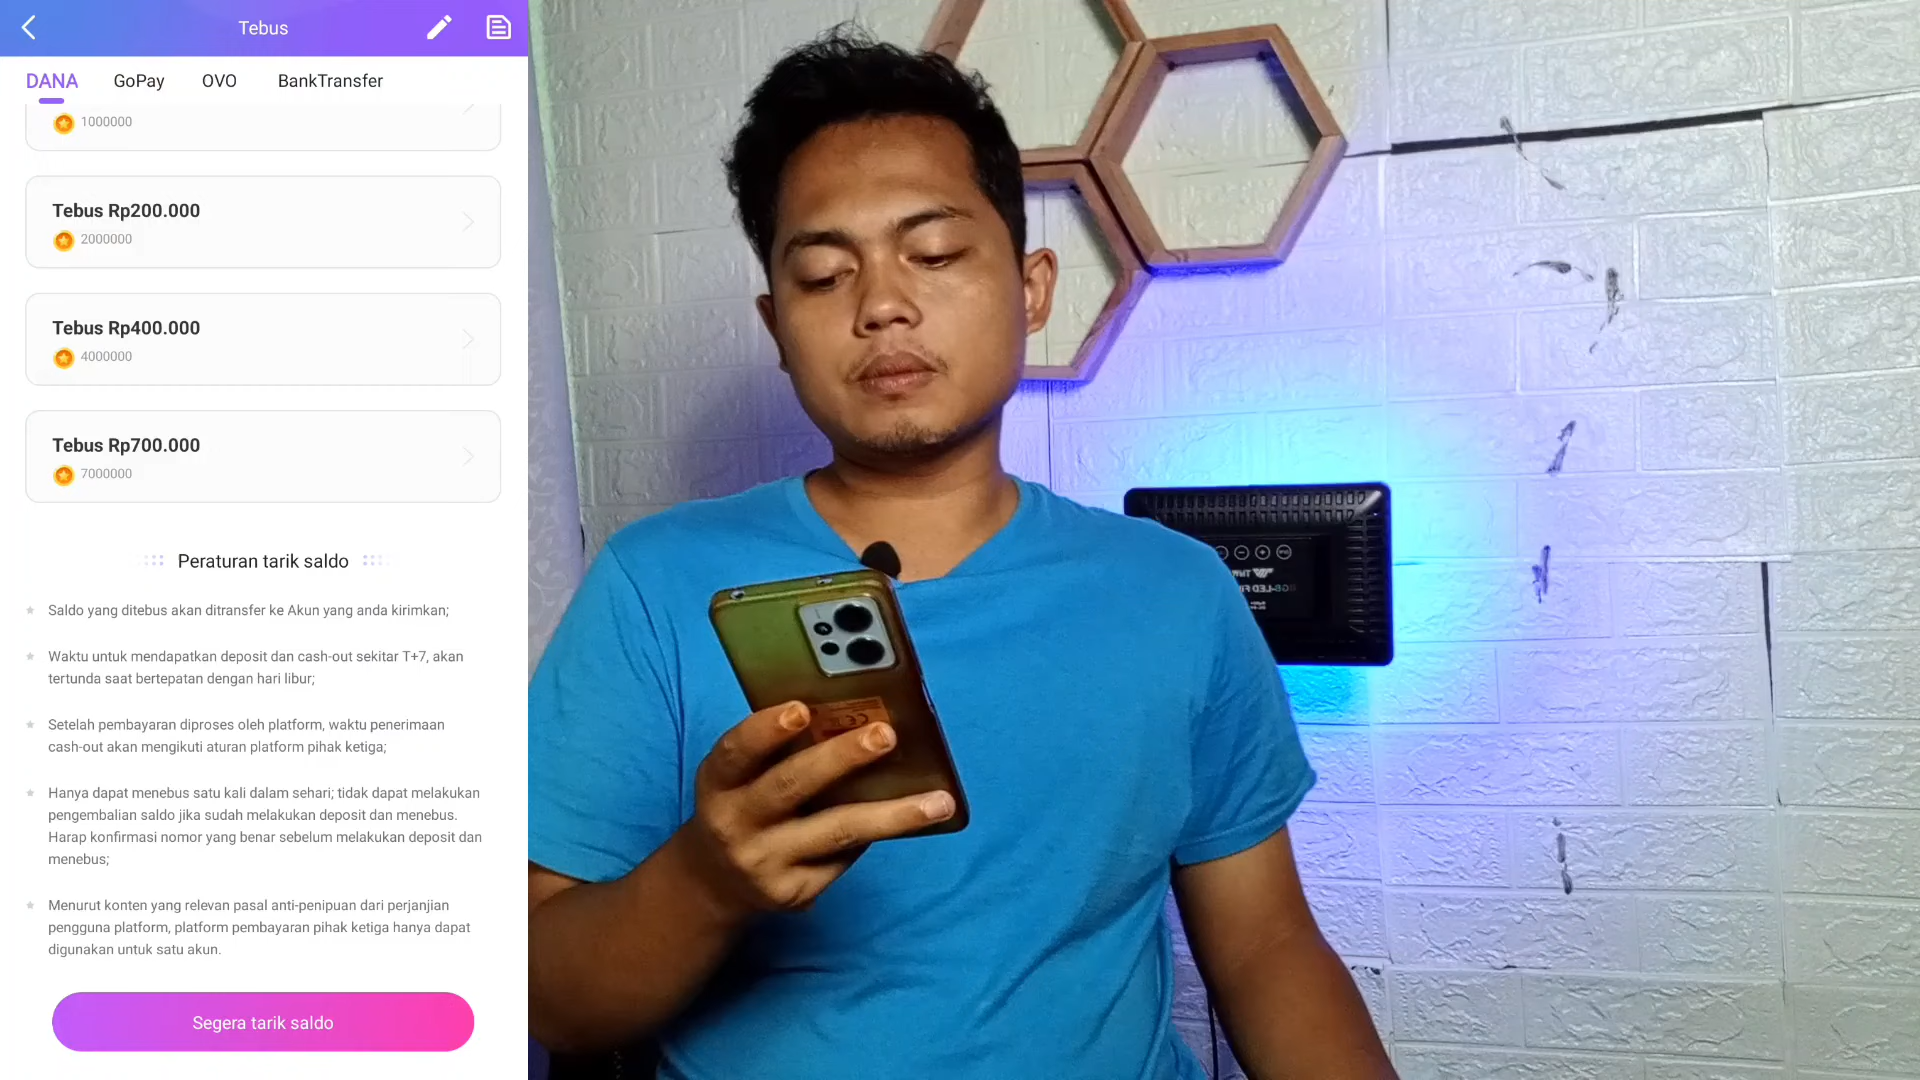 Tebus
DANA
GoPay
OVO
BankTransfer
1000000
Tebus Rp200.000
2000000
Tebus Rp400.000
4000000
Tebus Rp700.000
7000000
Peraturan tarik saldo
Saldo yang ditebus akan ditransfer ke Akun yang anda kirimkan;
Waktu untuk mendapatkan deposit dan cash-out sekitar T+7, akan
tertunda saat bertepatan dengan hari libur;
Setelah pembayaran diproses oleh platform, waktu penerimaan
cash-out akan mengikuti aturan platform pihak ketiga;
Hanya dapat menebus satu kali dalam sehari; tidak dapat melakukan
pengembalian saldo jika sudah melakukan deposit dan menebus.
Harap konfirmasi nomor yang benar sebelum melakukan deposit dan
menebus;
Menurut konten yang relevan pasal anti-penipuan dari perjanjian
pengguna platform, platform pembayaran pihak ketiga hanya dapat
digunakan untuk satu akun.
Segera tarik saldo